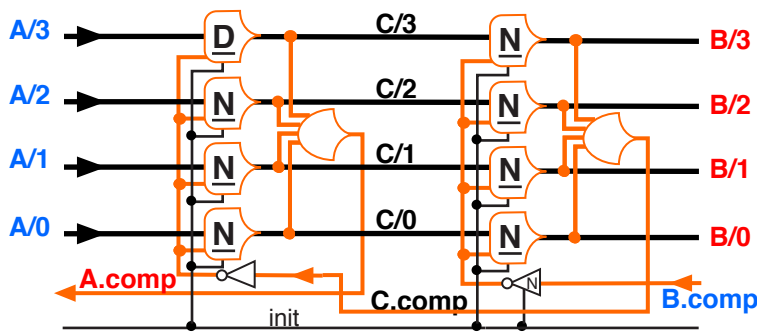 A/3 D C/3 N B/3
A/2 N C/2 N B/2
A/1 N C/1 N B/1
A/0 N C/0 N B/0
A.comp C.comp N B.comp
init